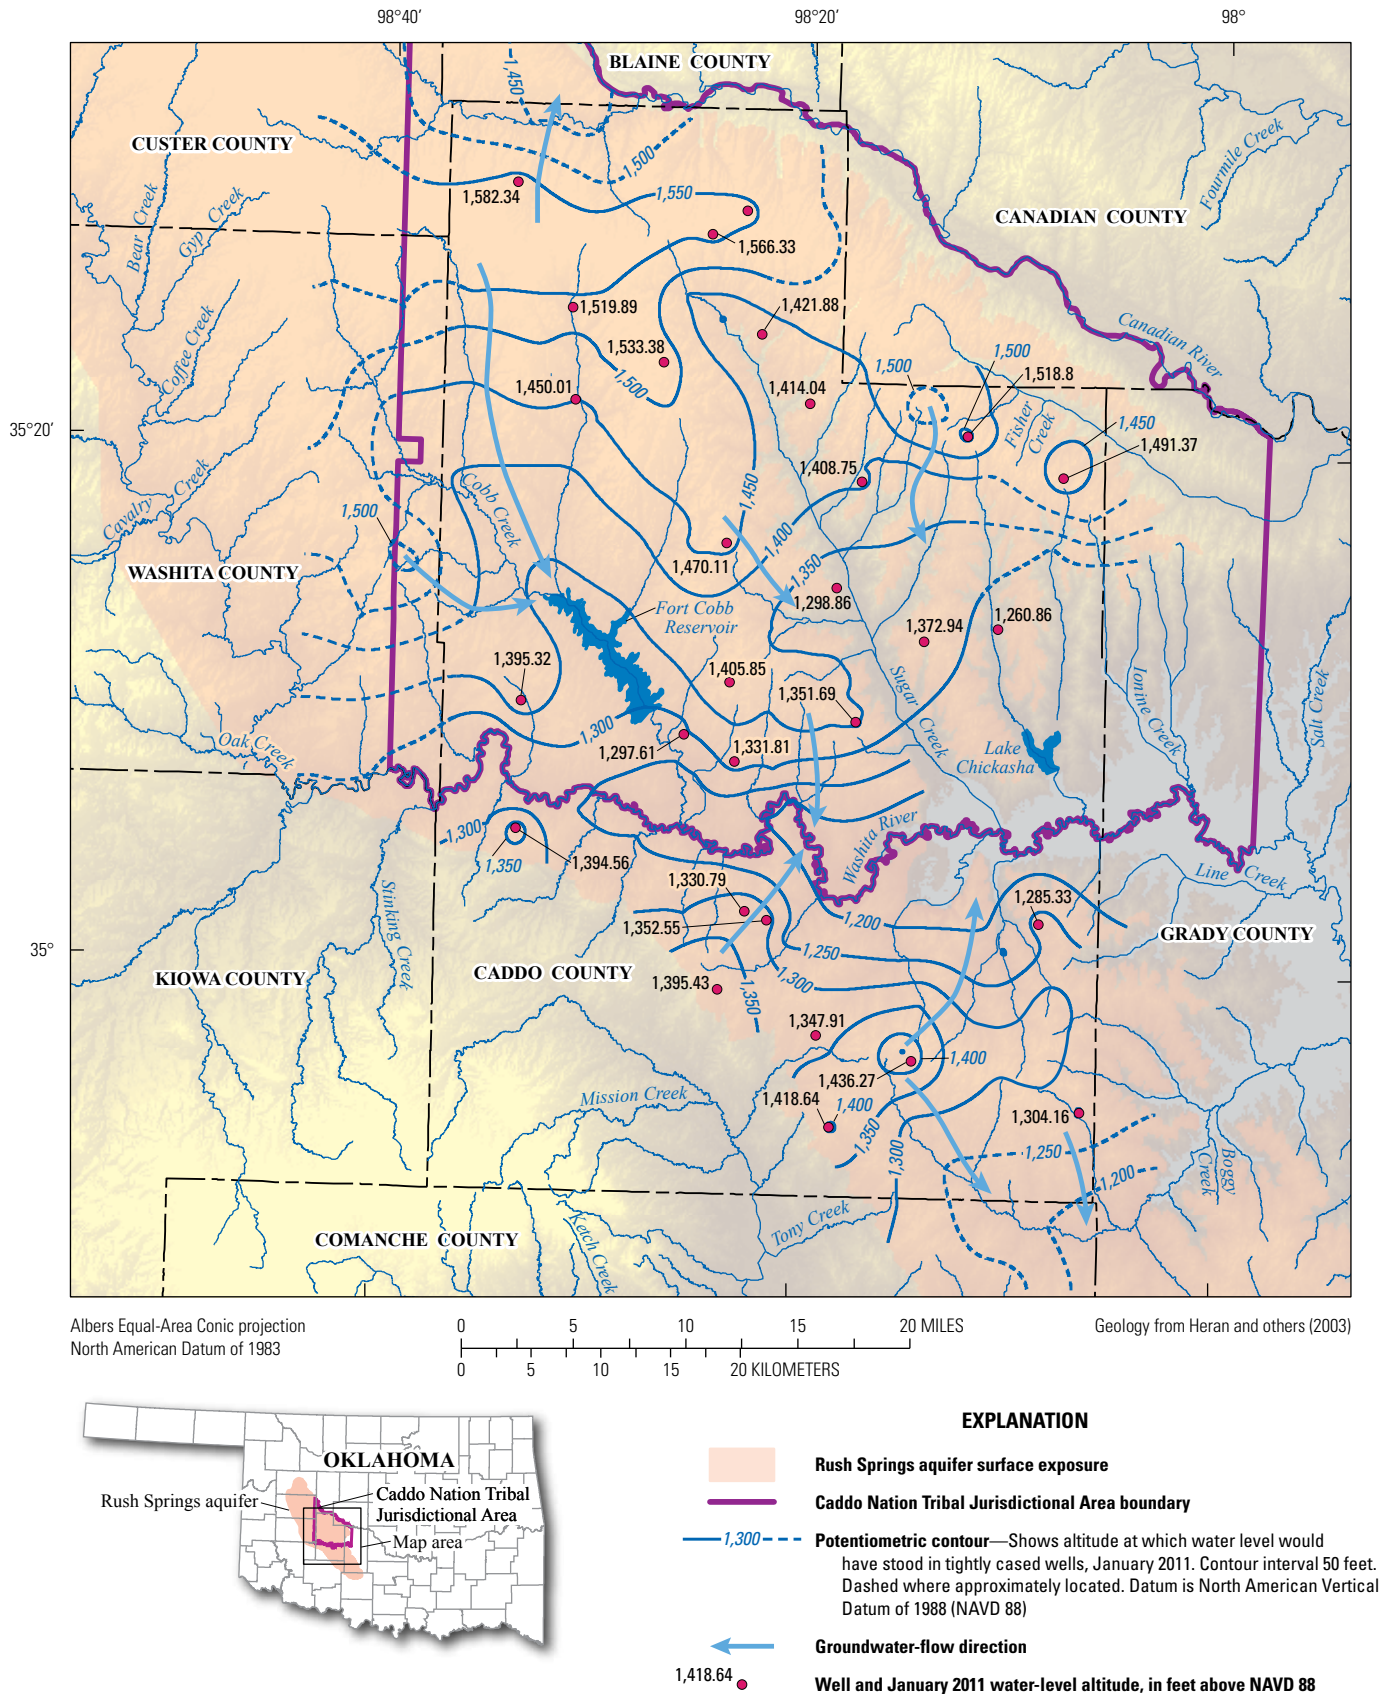 98°40′
98°20′
98°
BLAINE COUNTY
1,450
CUSTER COUNTY
1,500
Fourmile Creek
1,582.34
1,550
Bear Creek
Gyp Creek
CANADIAN COUNTY
1,566.33
1,519.89
1,421.88
Coffee Creek
Canadian River
1,533.38
1,500
1,500
1,518.8
1,450.01
1,500
1,414.04
Fisher
Creek
1,450
35°20′
1,491.37
1,408.75
Cavalry Creek
Cobb Creek
1,450
1,500
1,400
1,470.11
1,350
WASHITA COUNTY
1,298.86
Fort Cobb
Reservoir
1,372.94
1,260.86
1,395.32
1,405.85
1,351.69
Sugar Creek
Ionine Creek
Salt Creek
1,300
1,297.61
1,331.81
Oak Creek
Lake
Chickasha
1,300
1,350
1,394.56
Washita River
Line Creek
1,330.79
Stinking Creek
1,285.33
1,200
1,352.55
GRADY COUNTY
35°
1,250
KIOWA COUNTY
CADDO COUNTY
1,395.43
1,300
1,350
1,347.91
1,400
1,436.27
Mission Creek
1,418.64
1,400
1,304.16
1,350
1,300
1,250
Boggy
Creek
1,200
Tony Creek
Ketch Creek
COMANCHE COUNTY
Albers Equal-Area Conic projection
North American Datum of 1983
0 5 10 15 20 MILES
0 5 10 15 20 KILOMETERS
Geology from Heran and others (2003)
OKLAHOMA
Rush Springs aquifer
Caddo Nation Tribal
Jurisdictional Area
Map area
EXPLANATION
Rush Springs aquifer surface exposure
Caddo Nation Tribal Jurisdictional Area boundary
1,300
Potentiometric contour—Shows altitude at which water level would
have stood in tightly cased wells, January 2011. Contour interval 50 feet.
Dashed where approximately located. Datum is North American Vertical
Datum of 1988 (NAVD 88)
Groundwater-flow direction
1,418.64
Well and January 2011 water-level altitude, in feet above NAVD 88